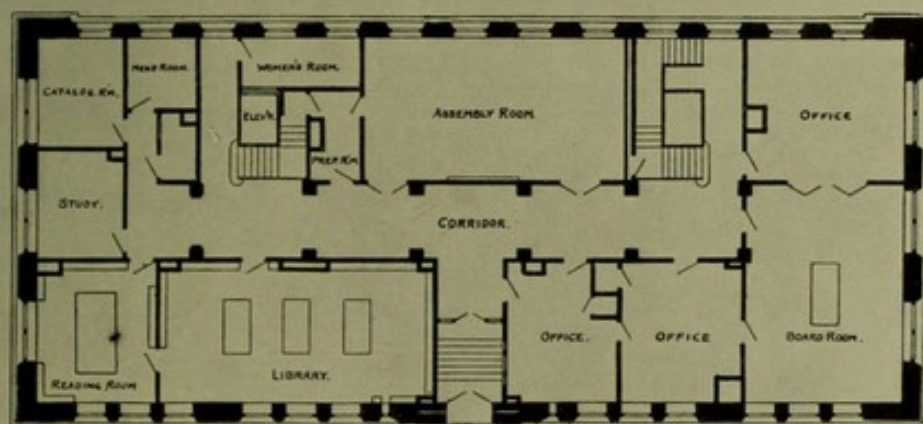 MEN'S ROOM.
WOMEN'S ROOM.
CATALOG RM.
ELEV'R.
ASSEMBLY ROOM
OFFICE
PREP. RM.
STUDY.
CORRIDOR.
OFFICE.
OFFICE
BOARD ROOM.
READING ROOM
LIBRARY.